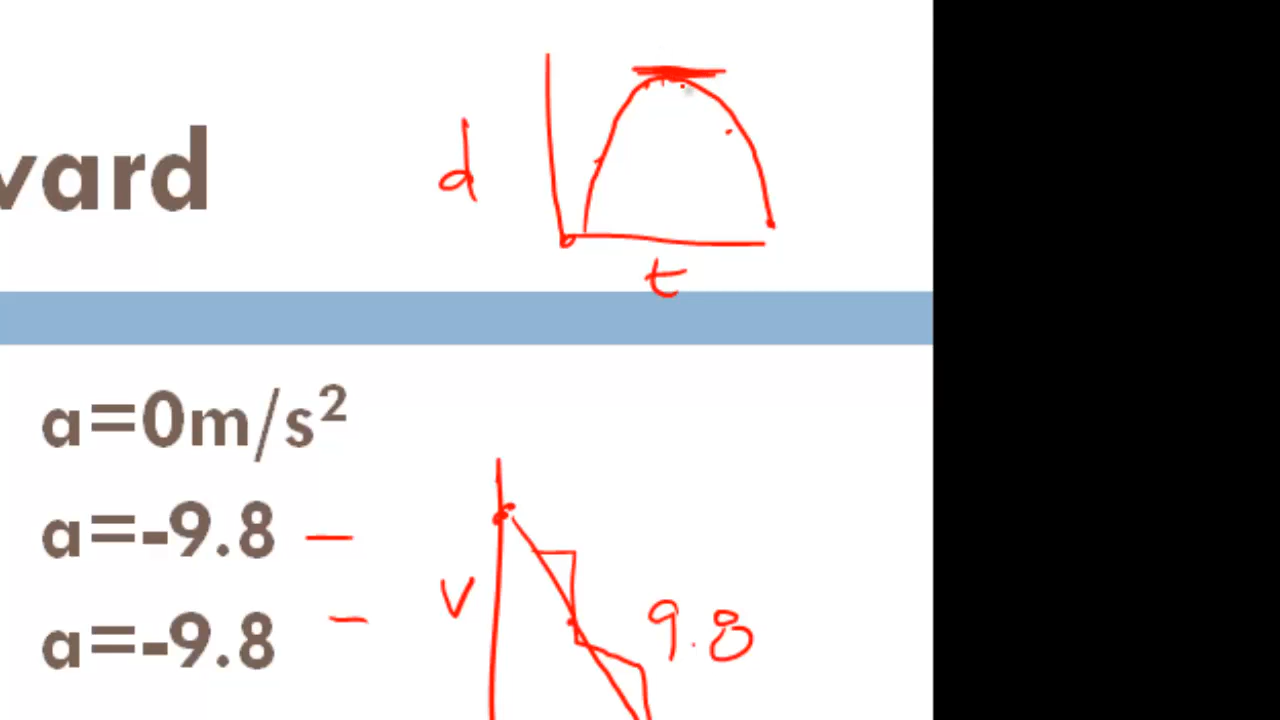 vard
d
t
a=0m/s²
a=-9.8 –
a=-9.8 –
v
9.8